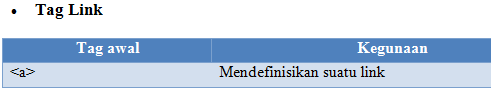 • Tag Link
Tag awal Kegunaan
<a> Mendefinisikan suatu link